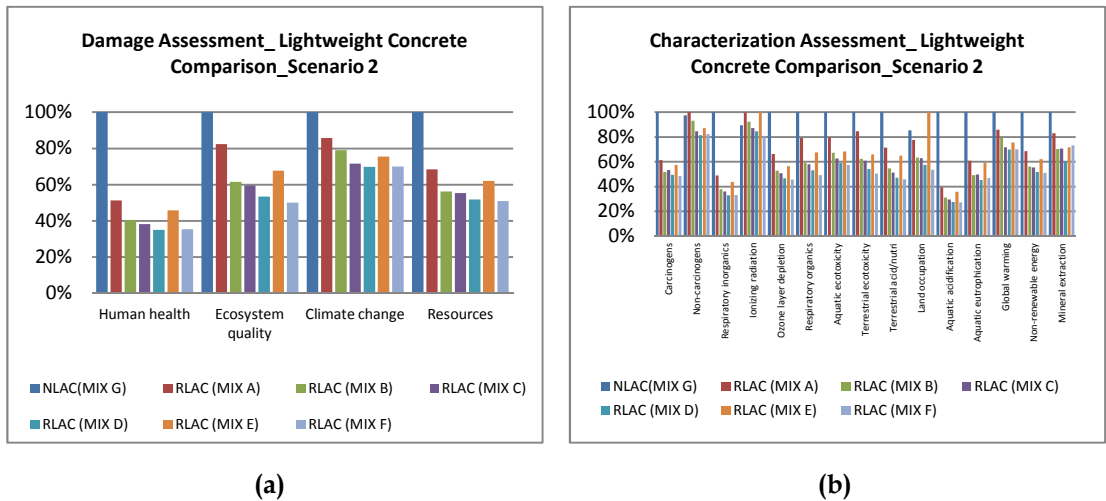 Damage Assessment_ Lightweight
Concrete
Comparison_Scenario 2
100%
80%
60%
40%
20%
0%
Human health
Ecosystem
quality
Climate change
Resources
NLAC(MIX G)
RLAC (MIX A)
RLAC (MIX B)
RLAC (MIX C)
RLAC (MIX D)
RLAC (MIX E)
RLAC (MIX F)
(a)
Characterization Assessment_ Lightweight
Concrete Comparison_Scenario 2
100%
80%
60%
40%
20%
0%
Carcinogens
Non-carcinogens
Respiratory inorganics
Ionizing radiation
Ozone layer depletion
Respiratory organics
Aquatic ecotoxicity
Terrestrial ecotoxicity
Terrestrial acid/nutri
Land occupation
Aquatic acidification
Aquatic eutrophication
Global warming
Non-renewable energy
Mineral extraction
NLAC(MIX G)
RLAC (MIX A)
RLAC (MIX B)
RLAC (MIX C)
RLAC (MIX D)
RLAC (MIX E)
RLAC (MIX F)
(b)